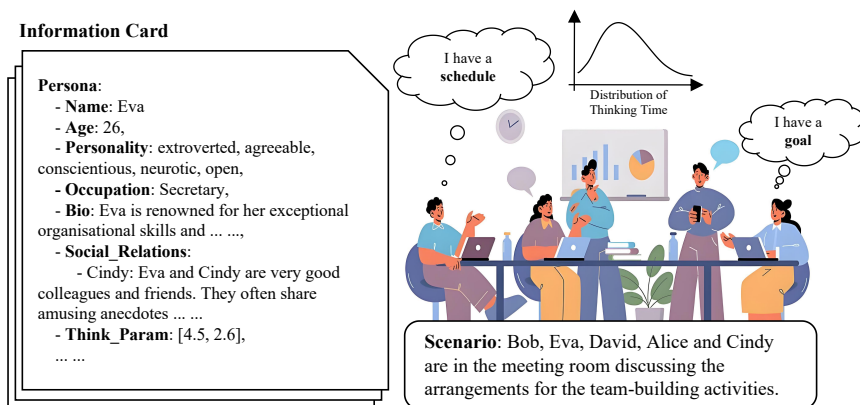 Information Card
Persona:
- Name: Eva
- Age: 26,
- Personality: extroverted, agreeable,
conscientious, neurotic, open,
- Occupation: Secretary,
- Bio: Eva is renowned for her exceptional
organisational skills and ... ...,
- Social_Relations:
- Cindy: Eva and Cindy are very good
colleagues and friends. They often share
amusing anecdotes ... ...
- Think_Param: [4.5, 2.6],
... ...
I have a
schedule
Distribution of
Thinking Time
I have a
goal
Scenario: Bob, Eva, David, Alice and Cindy
are in the meeting room discussing the
arrangements for the team-building activities.